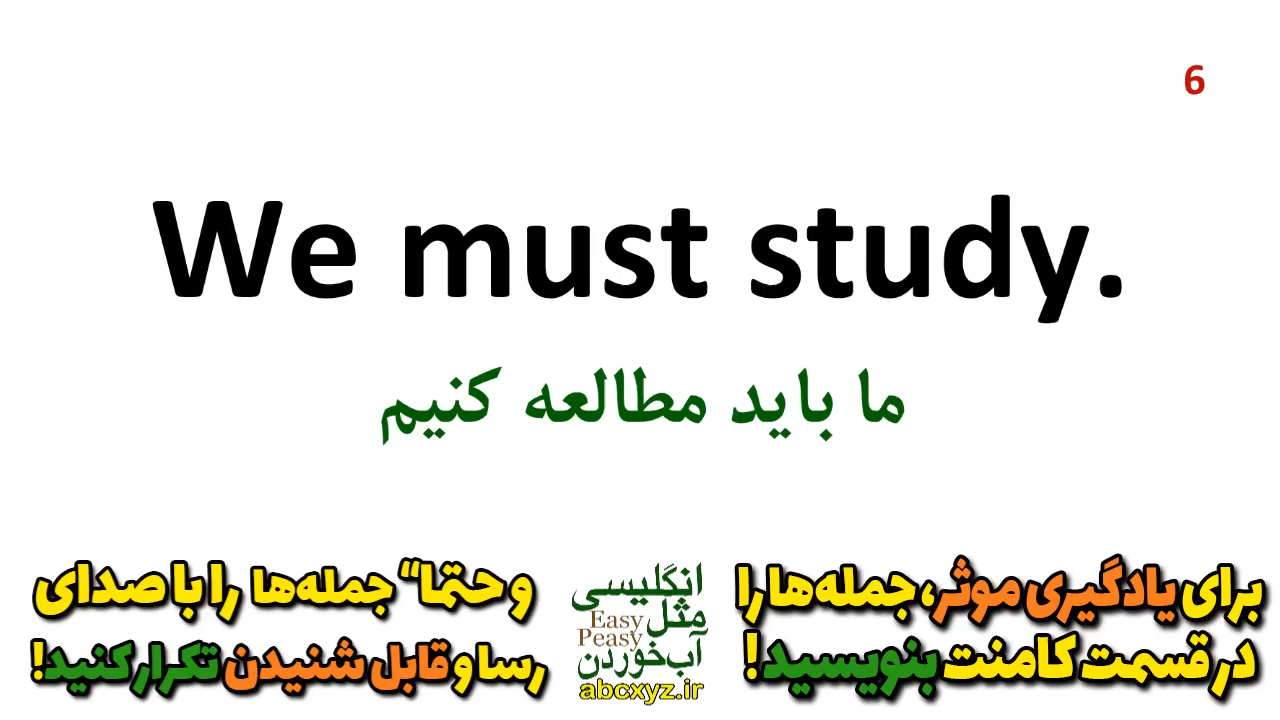 6
We must study.
ما باید مطالعه کنیم
برای یادگیری موثر، جمله‌ها را
در قسمت کامنت بنویسید!
انگلیسی
مثل
Easy
Peasy
آب خوردن
abcxyz.ir
و حتما“ جمله‌ها را با صدای
رسا و قابل شنیدن تکرار کنید!